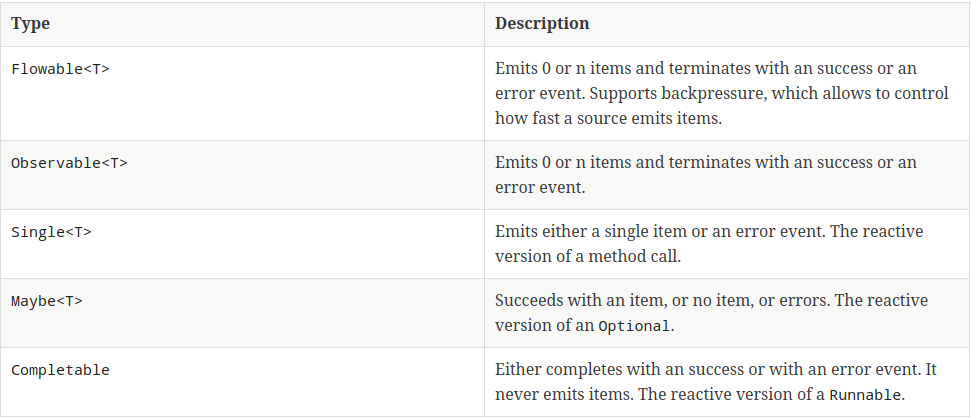 Type Description
Flowable<T> Emits 0 or n items and terminates with an success or an
error event. Supports backpressure, which allows to control
how fast a source emits items.
Observable<T> Emits 0 or n items and terminates with an success or an
error event.
Single<T> Emits either a single item or an error event. The reactive
version of a method call.
Maybe<T> Succeeds with an item, or no item, or errors. The reactive
version of an Optional.
Completable Either completes with an success or with an error event. It
never emits items. The reactive version of a Runnable.